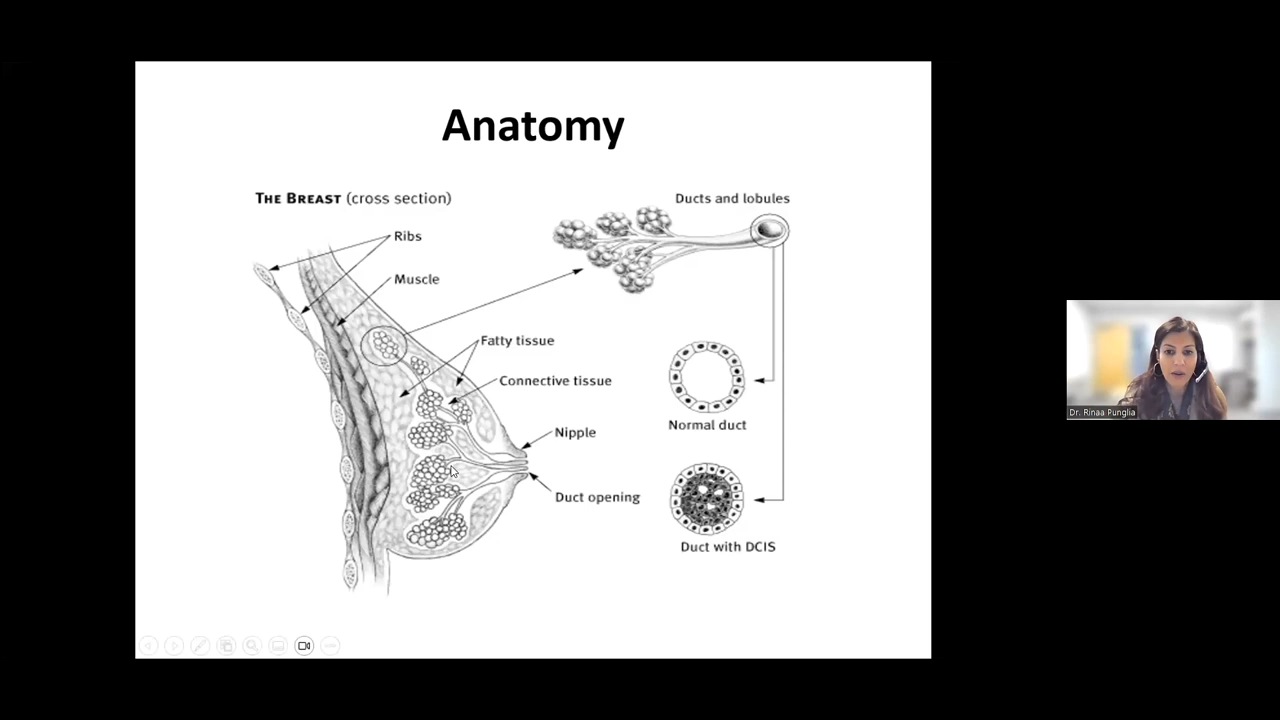 Anatomy
THE BREAST (cross section)
Ducts and lobules
Ribs
Muscle
Fatty tissue
Connective tissue
Nipple
Normal duct
Duct opening
Duct with DCIS
Dr. Rinaa Punglia